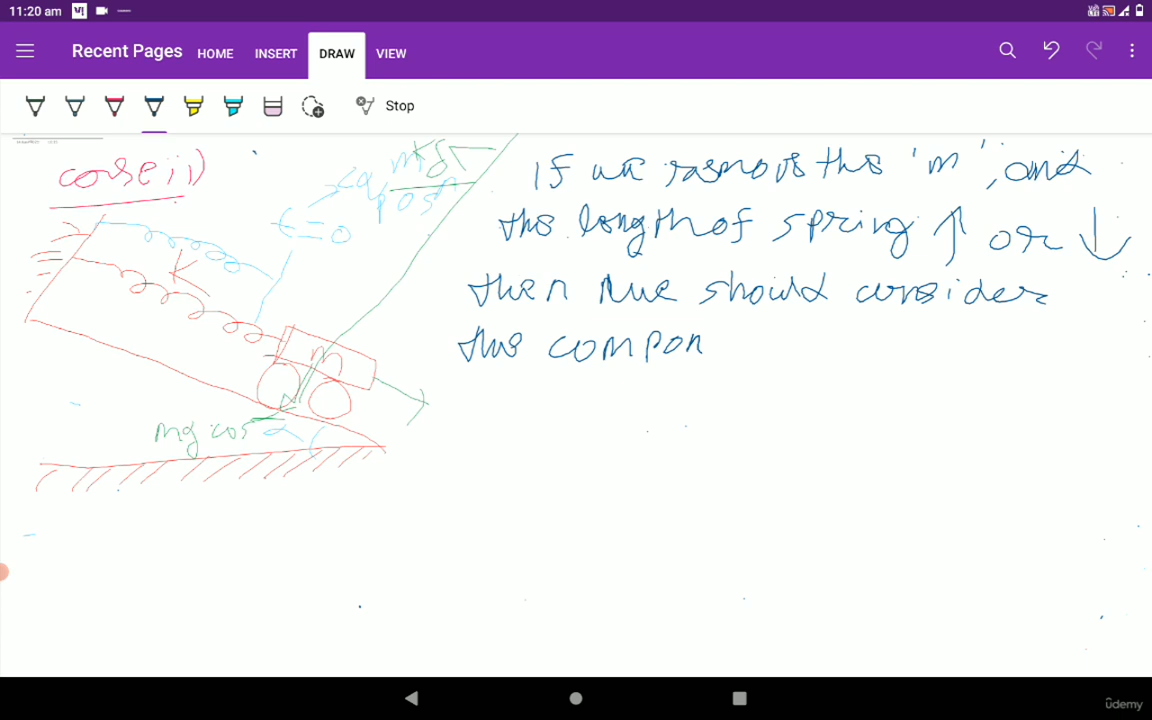 11:20 am
Recent Pages HOME INSERT DRAW VIEW
Stop
case ii)
t=0
K
m
mg cos α
If we remove the 'm', and
the length of spring ↑ or ↓
then we should consider
the compon
udemy